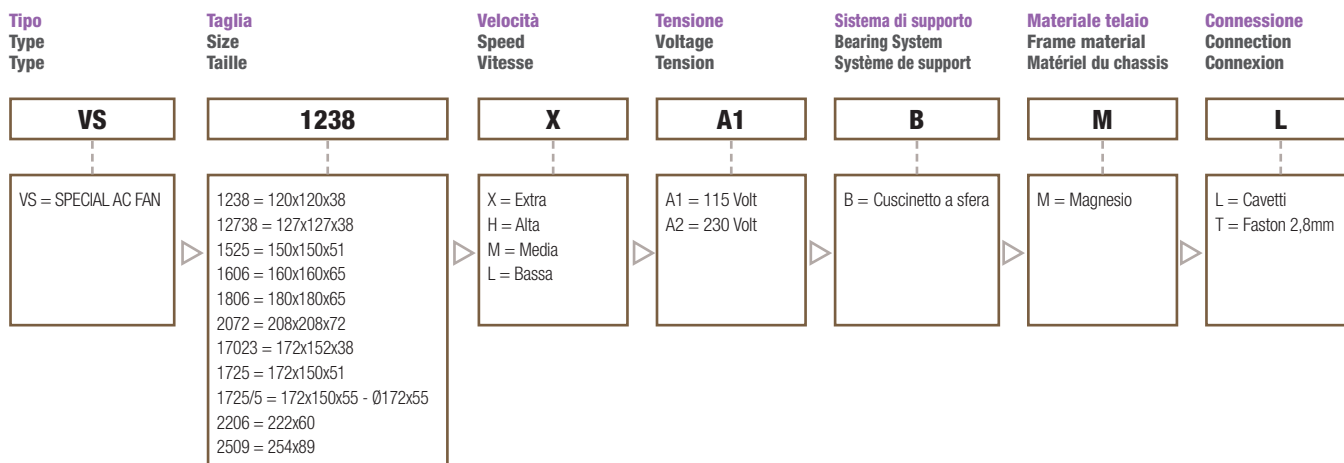 Tipo
Type
Type
Taglia
Size
Taille
Velocità
Speed
Vitesse
Tensione
Voltage
Tension
Sistema di supporto
Bearing System
Système de support
Materiale telaio
Frame material
Matériel du chassis
Connessione
Connection
Connexion
VS
1238
X
A1
B
M
L
VS = SPECIAL AC FAN
1238 = 120x120x38
12738 = 127x127x38
1525 = 150x150x51
1606 = 160x160x65
1806 = 180x180x65
2072 = 208x208x72
17023 = 172x152x38
1725 = 172x150x51
1725/5 = 172x150x55 - Ø172x55
2206 = 222x60
2509 = 254x89
X = Extra
H = Alta
M = Media
L = Bassa
A1 = 115 Volt
A2 = 230 Volt
B = Cuscinetto a sfera
M = Magnesio
L = Cavetti
T = Faston 2,8mm